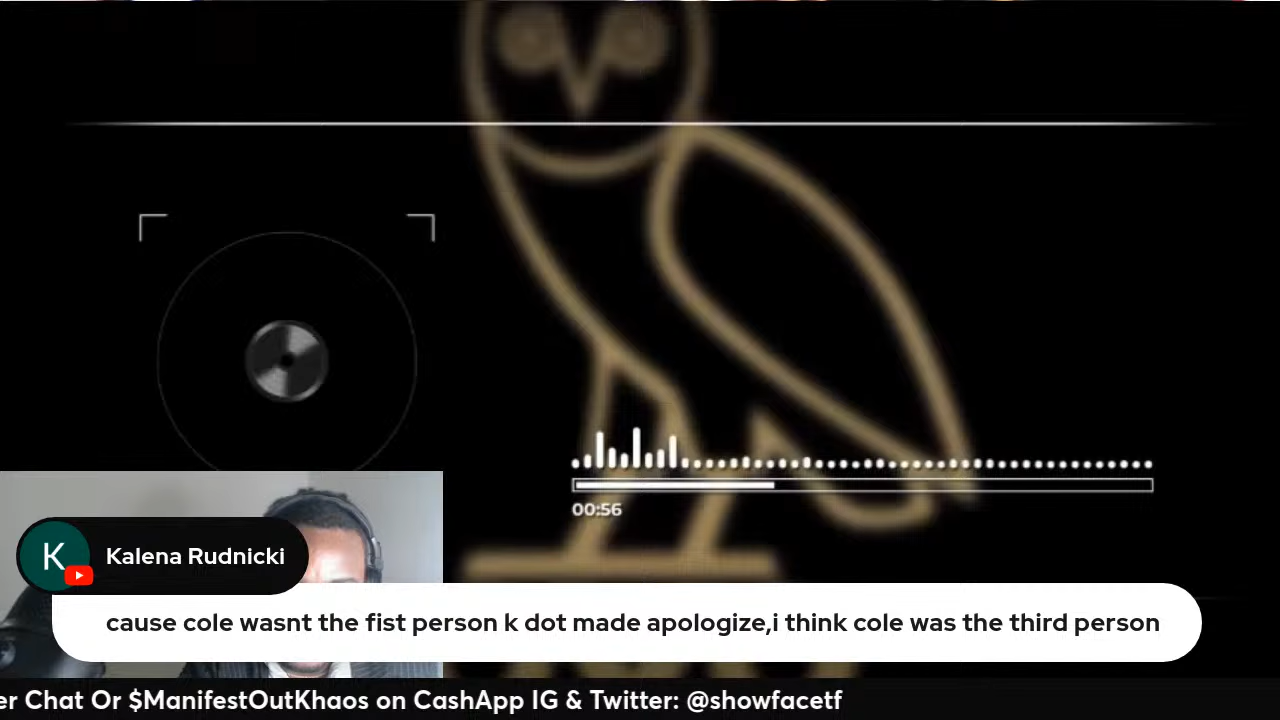 00:56
K
Kalena Rudnicki
cause cole wasnt the fist person k dot made apologize,i think cole was the third person
er Chat Or $ManifestOutKhaos on CashApp IG & Twitter: @showfacetf